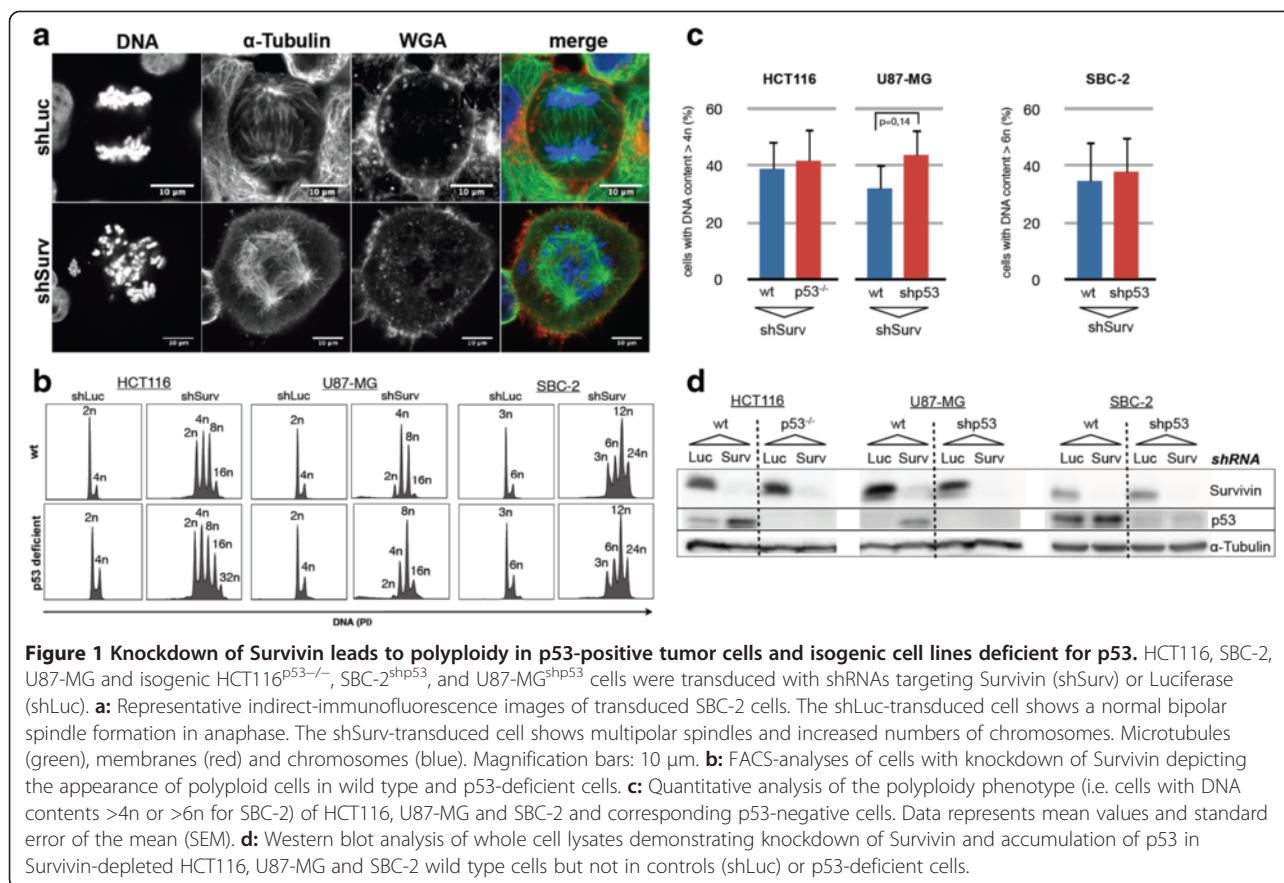 a
DNA α-Tubulin WGA merge
shLuc
10 µm 10 µm 10 µm 10 µm
shSurv
10 µm 10 µm 10 µm 10 µm
b
HCT116 U87-MG SBC-2
shLuc shSurv shLuc shSurv shLuc shSurv
wt
2n 4n
2n 4n 8n 16n
2n 4n
2n 4n 8n 16n
3n 6n
3n 6n 12n 24n
p53 deficient
2n 4n
2n 4n 8n 16n 32n
2n 4n
2n 4n 8n 16n
3n 6n
3n 6n 12n 24n
DNA (PI)
c
HCT116 U87-MG SBC-2
cells with DNA content > 4n (%)
60
40
20
0
p=0,14
wt p53-/- wt shp53
shSurv shSurv
cells with DNA content > 6n (%)
60
40
20
0
wt shp53
shSurv
d
HCT116 U87-MG SBC-2
wt p53-/- wt shp53 wt shp53
Luc Surv Luc Surv Luc Surv Luc Surv Luc Surv Luc Surv shRNA
Survivin
p53
α-Tubulin
Figure 1 Knockdown of Survivin leads to polyploidy in p53-positive tumor cells and isogenic cell lines deficient for p53. HCT116, SBC-2,
U87-MG and isogenic HCT116p53−/−, SBC-2shp53, and U87-MGshp53 cells were transduced with shRNAs targeting Survivin (shSurv) or Luciferase
(shLuc). a: Representative indirect-immunofluorescence images of transduced SBC-2 cells. The shLuc-transduced cell shows a normal bipolar
spindle formation in anaphase. The shSurv-transduced cell shows multipolar spindles and increased numbers of chromosomes. Microtubules
(green), membranes (red) and chromosomes (blue). Magnification bars: 10 µm. b: FACS-analyses of cells with knockdown of Survivin depicting
the appearance of polyploid cells in wild type and p53-deficient cells. c: Quantitative analysis of the polyploidy phenotype (i.e. cells with DNA
contents >4n or >6n for SBC-2) of HCT116, U87-MG and SBC-2 and corresponding p53-negative cells. Data represents mean values and standard
error of the mean (SEM). d: Western blot analysis of whole cell lysates demonstrating knockdown of Survivin and accumulation of p53 in
Survivin-depleted HCT116, U87-MG and SBC-2 wild type cells but not in controls (shLuc) or p53-deficient cells.